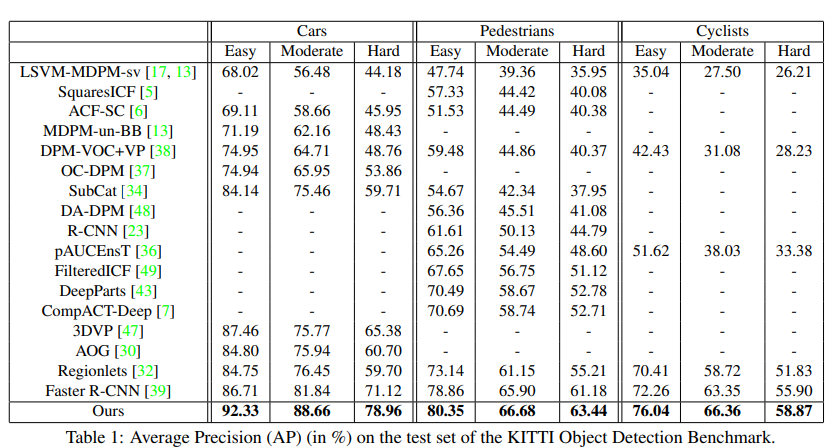 Cars Pedestrians Cyclists
Easy Moderate Hard Easy Moderate Hard Easy Moderate Hard
LSVM-MDPM-sv [17, 13] 68.02 56.48 44.18 47.74 39.36 35.95 35.04 27.50 26.21
SquaresICF [5] - - - 57.33 44.42 40.08 - - -
ACF-SC [6] 69.11 58.66 45.95 51.53 44.49 40.38 - - -
MDPM-un-BB [13] 71.19 62.16 48.43 - - - - - -
DPM-VOC+VP [38] 74.95 64.71 48.76 59.48 44.86 40.37 42.43 31.08 28.23
OC-DPM [37] 74.94 65.95 53.86 - - - - - -
SubCat [34] 84.14 75.46 59.71 54.67 42.34 37.95 - - -
DA-DPM [48] - - - 56.36 45.51 41.08 - - -
R-CNN [23] - - - 61.61 50.13 44.79 - - -
pAUCEnsT [36] - - - 65.26 54.49 48.60 51.62 38.03 33.38
FilteredICF [49] - - - 67.65 56.75 51.12 - - -
DeepParts [43] - - - 70.49 58.67 52.78 - - -
CompACT-Deep [7] - - - 70.69 58.74 52.71 - - -
3DVP [47] 87.46 75.77 65.38 - - - - - -
AOG [30] 84.80 75.94 60.70 - - - - - -
Regionlets [32] 84.75 76.45 59.70 73.14 61.15 55.21 70.41 58.72 51.83
Faster R-CNN [39] 86.71 81.84 71.12 78.86 65.90 61.18 72.26 63.35 55.90
Ours 92.33 88.66 78.96 80.35 66.68 63.44 76.04 66.36 58.87
Table 1: Average Precision (AP) (in %) on the test set of the KITTI Object Detection Benchmark.